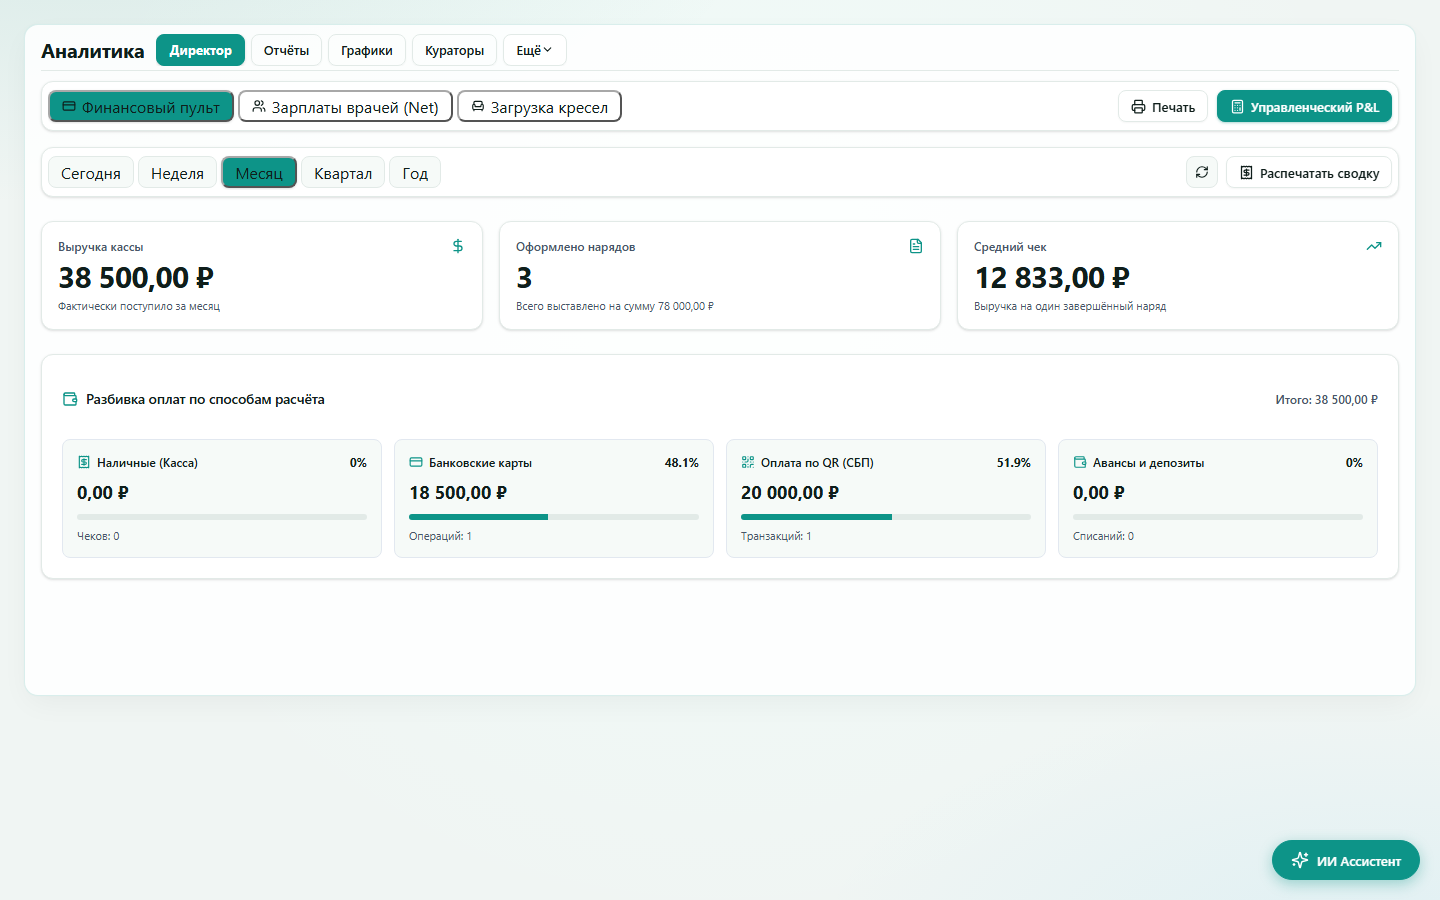 Аналитика Директор Отчёты Графики Кураторы Ещё
Финансовый пульт Зарплаты врачей (Net) Загрузка кресел Печать Управленческий P&L
Сегодня Неделя Месяц Квартал Год Распечатать сводку
Выручка кассы
38 500,00 ₽
Фактически поступило за месяц
Оформлено нарядов
3
Всего выставлено на сумму 78 000,00 ₽
Средний чек
12 833,00 ₽
Выручка на один завершённый наряд
Разбивка оплат по способам расчёта Итого: 38 500,00 ₽
Наличные (Касса) 0%
0,00 ₽
Чеков: 0
Банковские карты 48.1%
18 500,00 ₽
Операций: 1
Оплата по QR (СБП) 51.9%
20 000,00 ₽
Транзакций: 1
Авансы и депозиты 0%
0,00 ₽
Списаний: 0
ИИ Ассистент